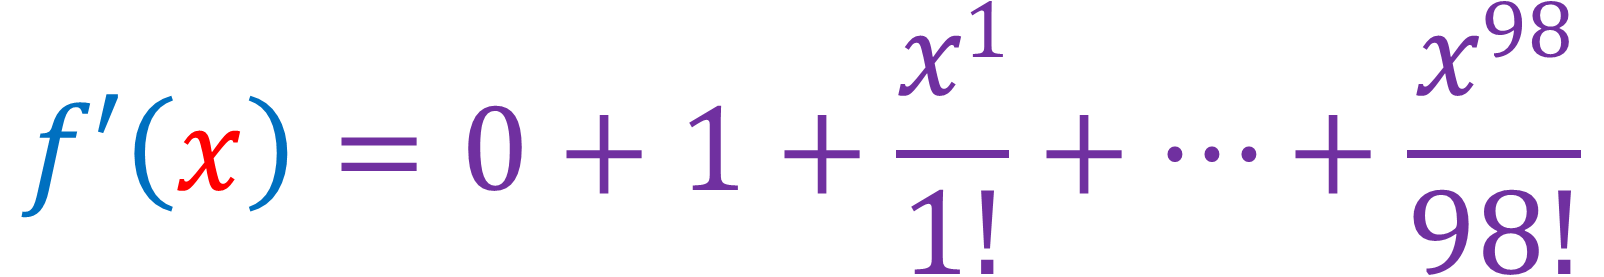 f′(x) = 0 + 1 + x^1/1! + ⋯ + x^98/98!